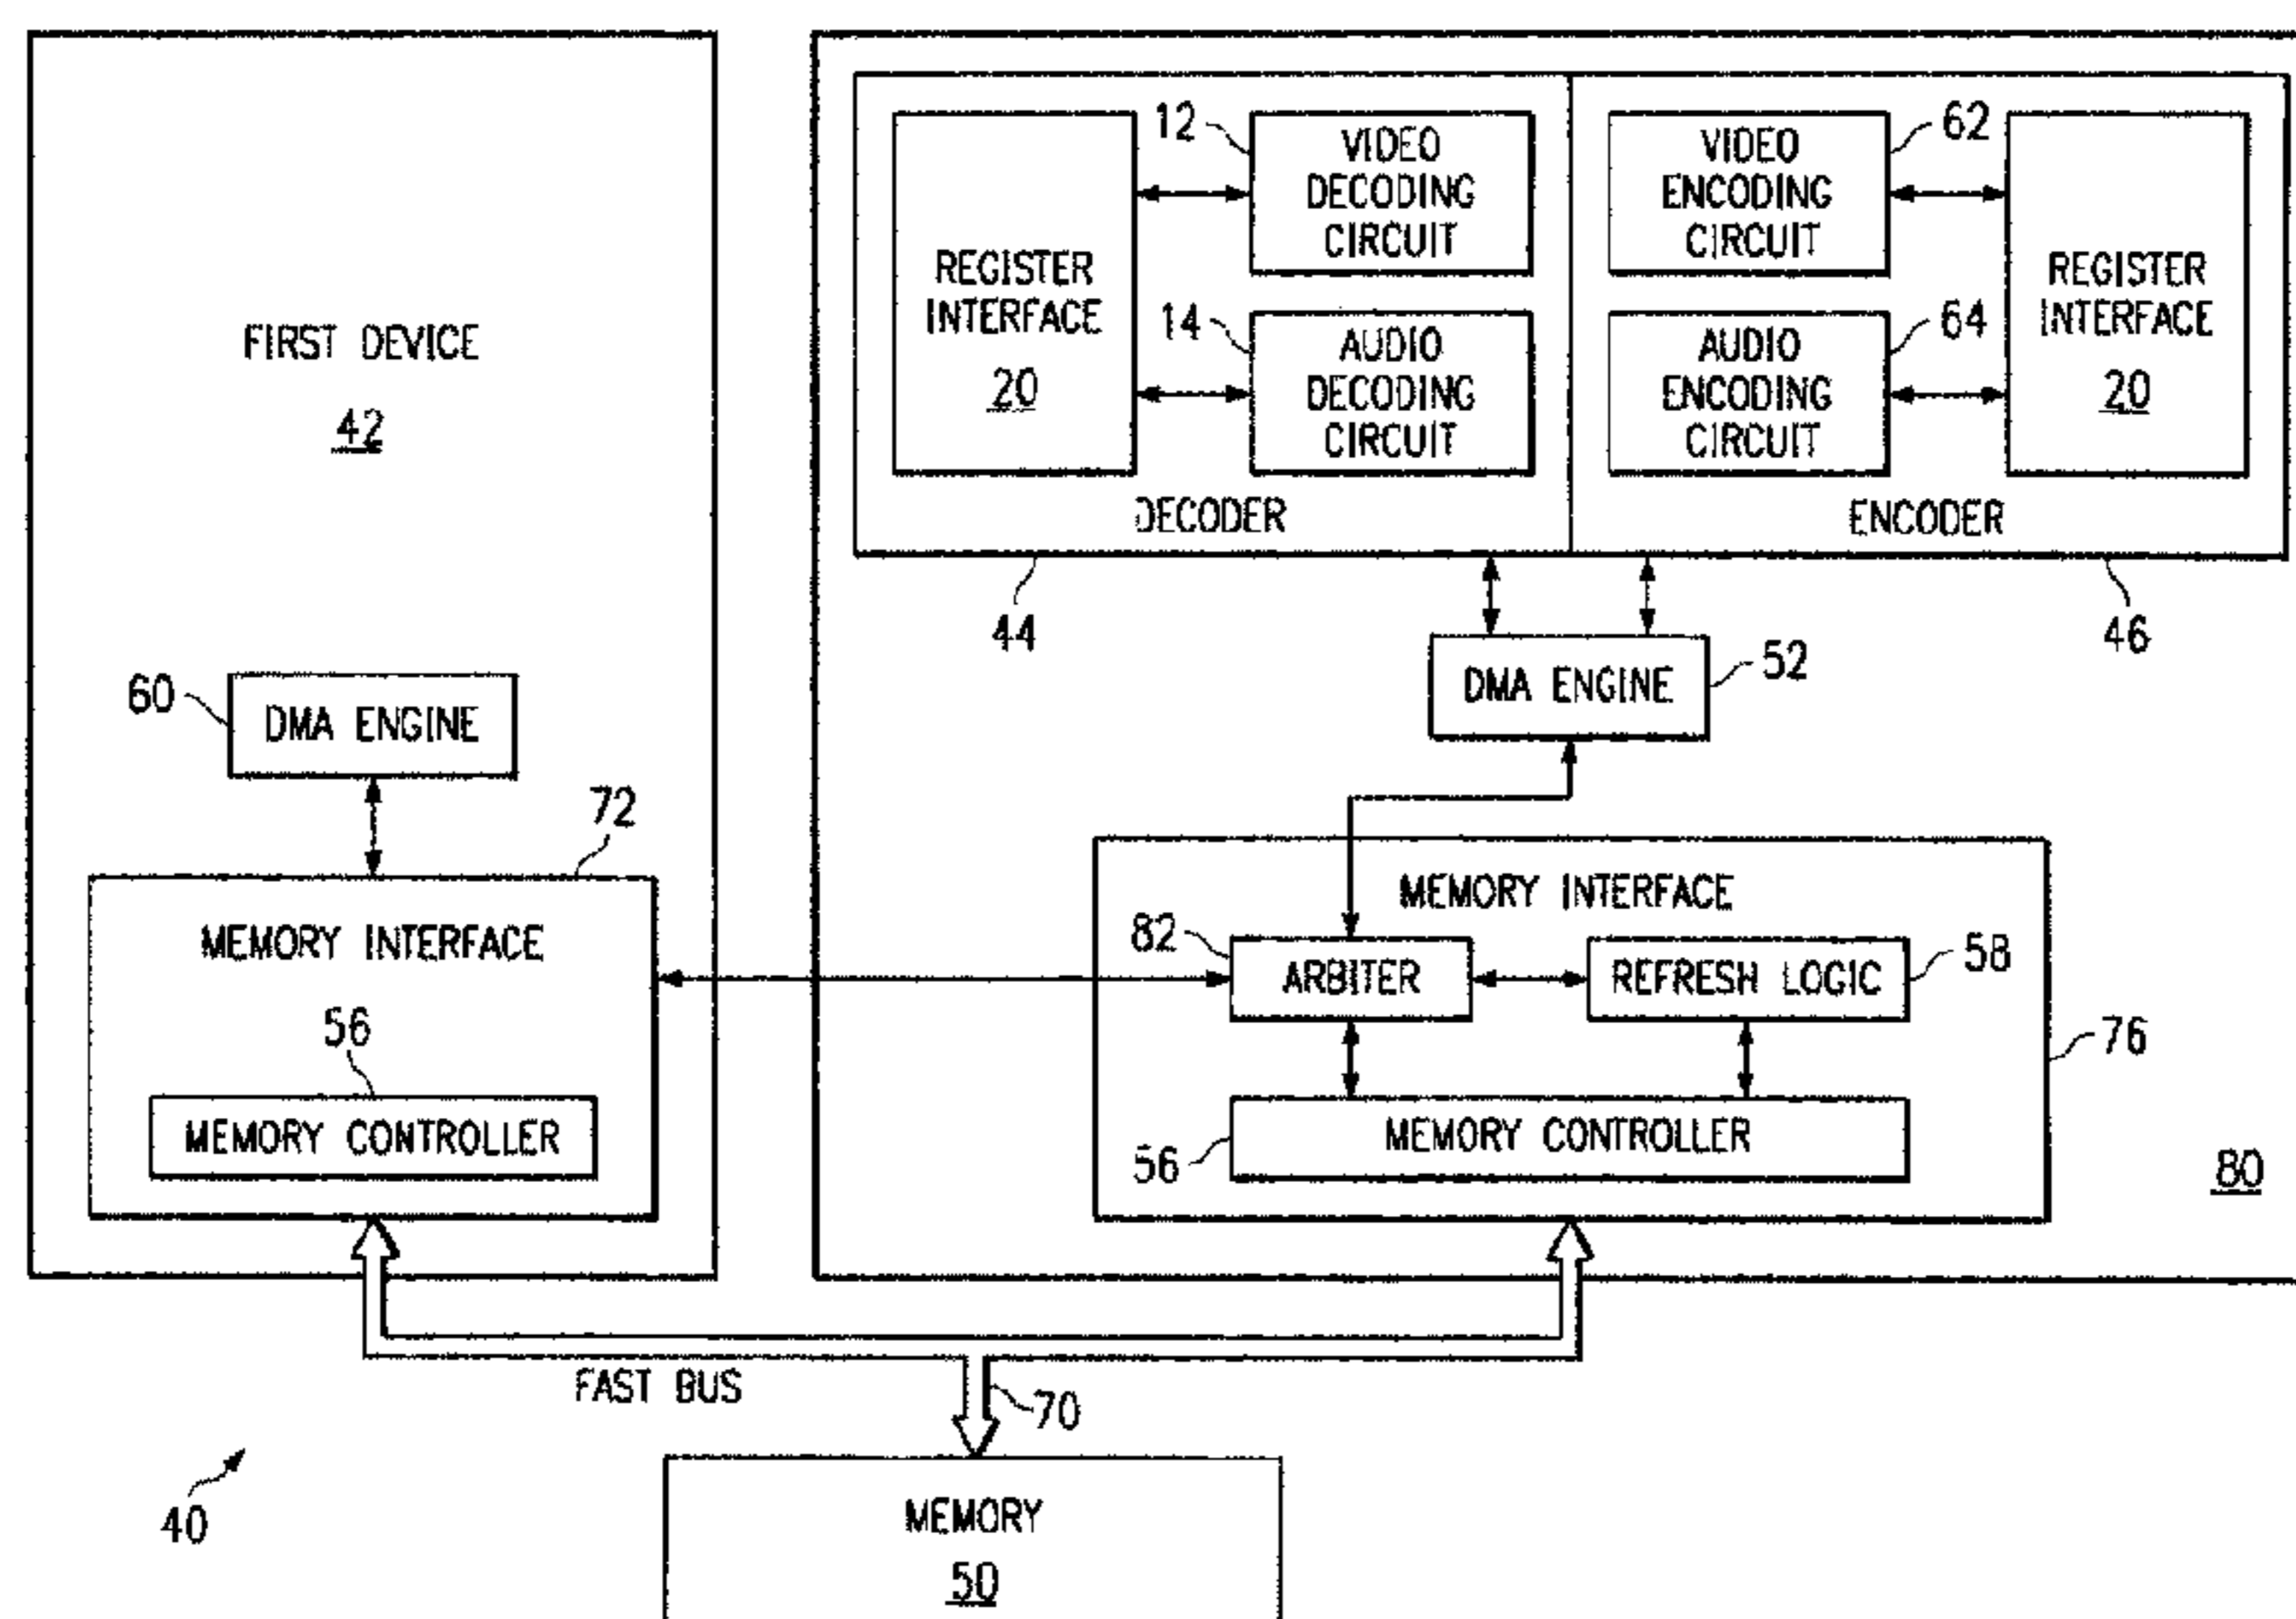 FIRST DEVICE
42
60
DMA ENGINE
72
MEMORY INTERFACE
56
MEMORY CONTROLLER
REGISTER
INTERFACE
20
12
VIDEO
DECODING
CIRCUIT
14
AUDIO
DECODING
CIRCUIT
DECODER
44
VIDEO
ENCODING
CIRCUIT
62
AUDIO
ENCODING
CIRCUIT
64
REGISTER
INTERFACE
20
ENCODER
46
DMA ENGINE
52
MEMORY INTERFACE
82
ARBITER
REFRESH LOGIC
58
76
56
MEMORY CONTROLLER
80
FAST BUS
70
40
MEMORY
50